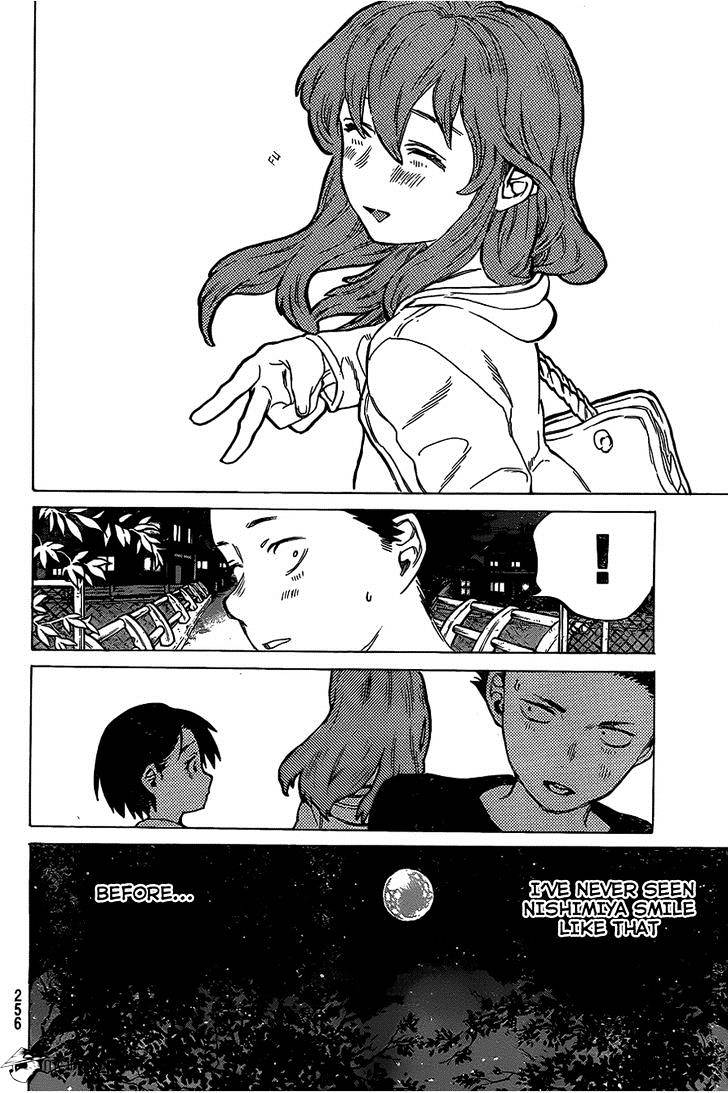 FU
!
I'VE NEVER SEEN
NISHIMIYA SMILE
LIKE THAT
BEFORE...
256